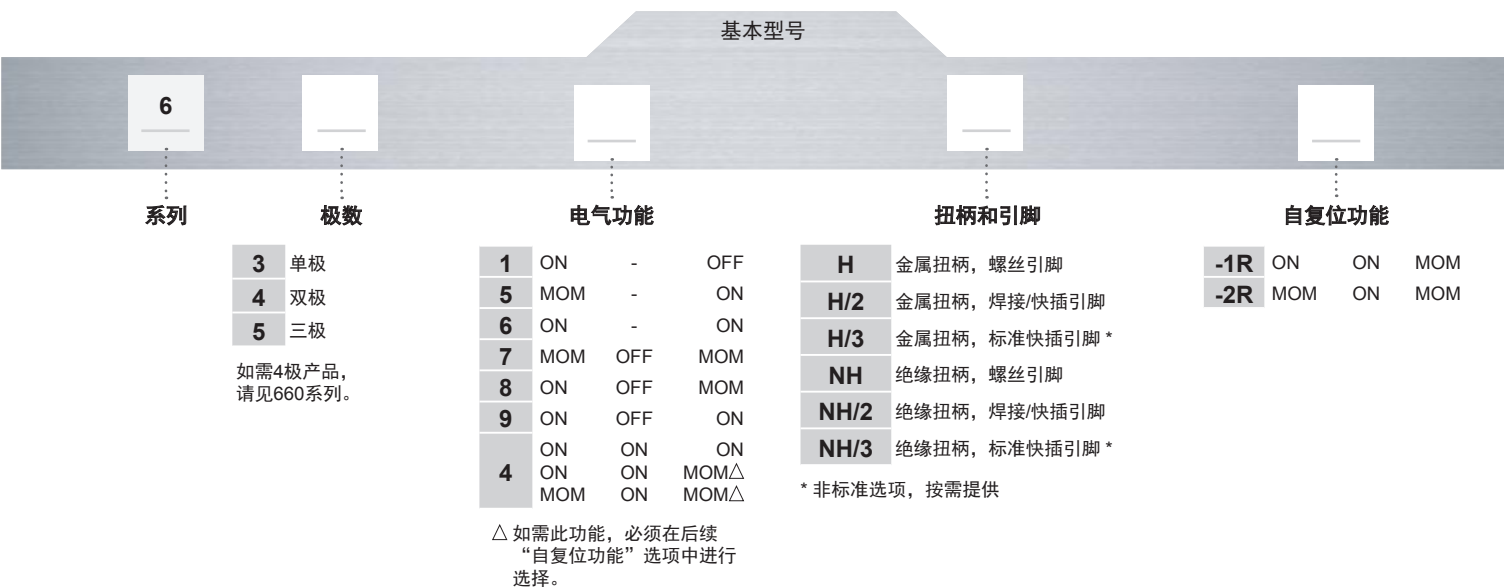 基本型号
6
系列
极数
电气功能
扭柄和引脚
自复位功能
3 单极
4 双极
5 三极
如需4极产品，
请见660系列。
1 ON - OFF
5 MOM - ON
6 ON - ON
7 MOM OFF MOM
8 ON OFF MOM
9 ON OFF ON
4
ON ON ON
ON ON MOM△
MOM ON MOM△
△ 如需此功能，必须在后续
“自复位功能”选项中进行
选择。
H 金属扭柄，螺丝引脚
H/2 金属扭柄，焊接/快插引脚
H/3 金属扭柄，标准快插引脚 *
NH 绝缘扭柄，螺丝引脚
NH/2 绝缘扭柄，焊接/快插引脚
NH/3 绝缘扭柄，标准快插引脚 *
* 非标准选项，按需提供
-1R ON ON MOM
-2R MOM ON MOM